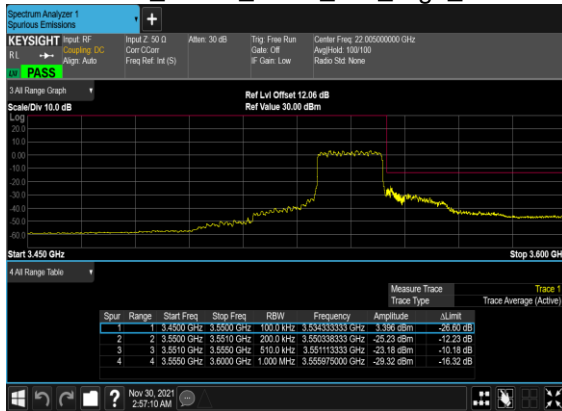 Spectrum Analyzer 1
Spurious Emissions
+
KEYSIGHT Input: RF Input Z: 50 Ω Atten: 30 dB Trig: Free Run Center Freq: 22.005000000 GHz
RL Coupling: DC Corr CCorr Gate: Off Avg|Hold: 100/100
Align: Auto Freq Ref: Int (S) IF Gain: Low Radio Std: None
PASS
3 All Range Graph
Ref Lvl Offset 12.06 dB
Scale/Div 10.0 dB Ref Value 30.00 dBm
Log
20.0
10.0
0.00
-10.0
-20.0
-30.0
-40.0
-50.0
-60.0
Start 3.450 GHz Stop 3.600 GHz
4 All Range Table
Measure Trace Trace 1
Trace Type Trace Average (Active)
Spur Range Start Freq Stop Freq RBW Frequency Amplitude ΔLimit
1 1 3.4500 GHz 3.5500 GHz 100.0 kHz 3.534333333 GHz 3.396 dBm -26.60 dB
2 2 3.5500 GHz 3.5510 GHz 200.0 kHz 3.550338333 GHz -25.23 dBm -12.23 dB
3 3 3.5510 GHz 3.5550 GHz 510.0 kHz 3.551113333 GHz -23.18 dBm -10.18 dB
4 4 3.5550 GHz 3.6000 GHz 1.000 MHz 3.555975000 GHz -29.32 dBm -16.32 dB
? Nov 30, 2021
2:57:10 AM